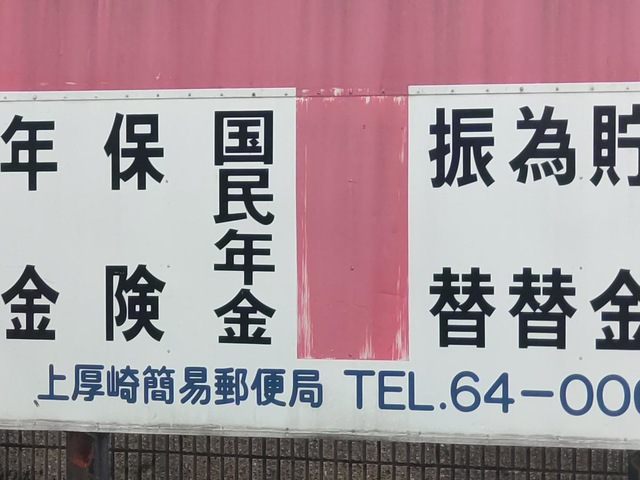 貯金
為替
振替
国民年金
保険
年金
上厚崎簡易郵便局 TEL.64-000